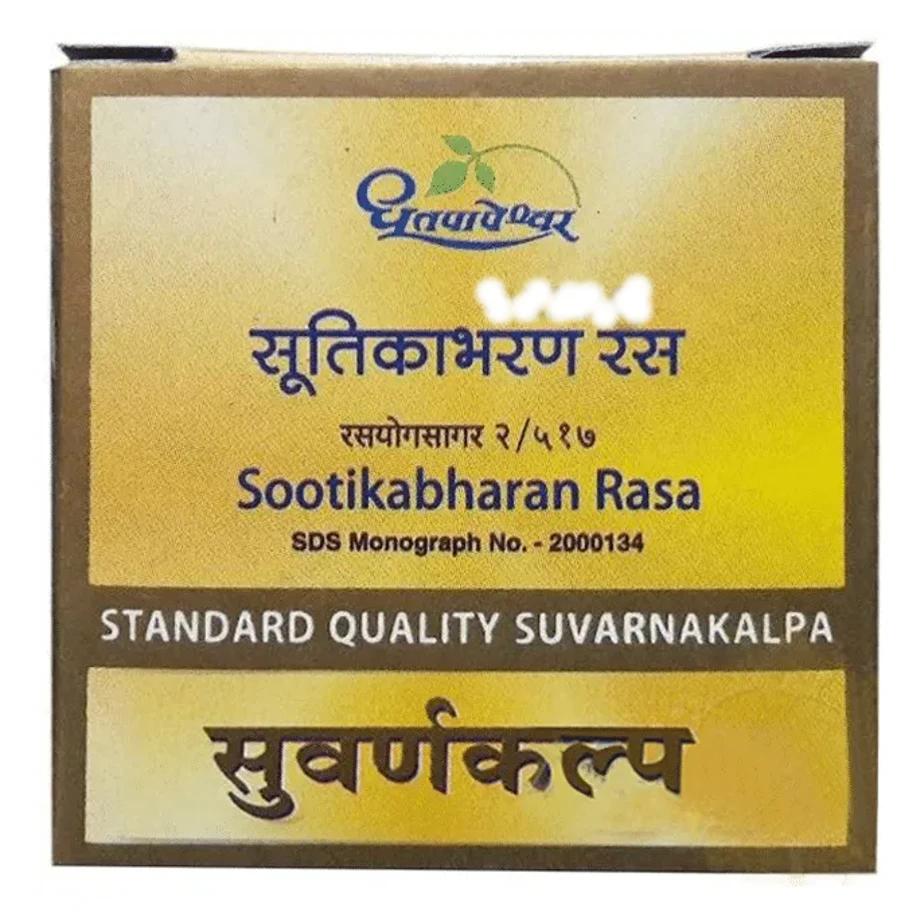 धूतपापेश्वर
सूतिकाभरण रस
रसयोगसागर २/५१७
Sootikabharan Rasa
SDS Monograph No. - 2000134
STANDARD QUALITY SUVARNAKALPA
सुवर्णकल्प